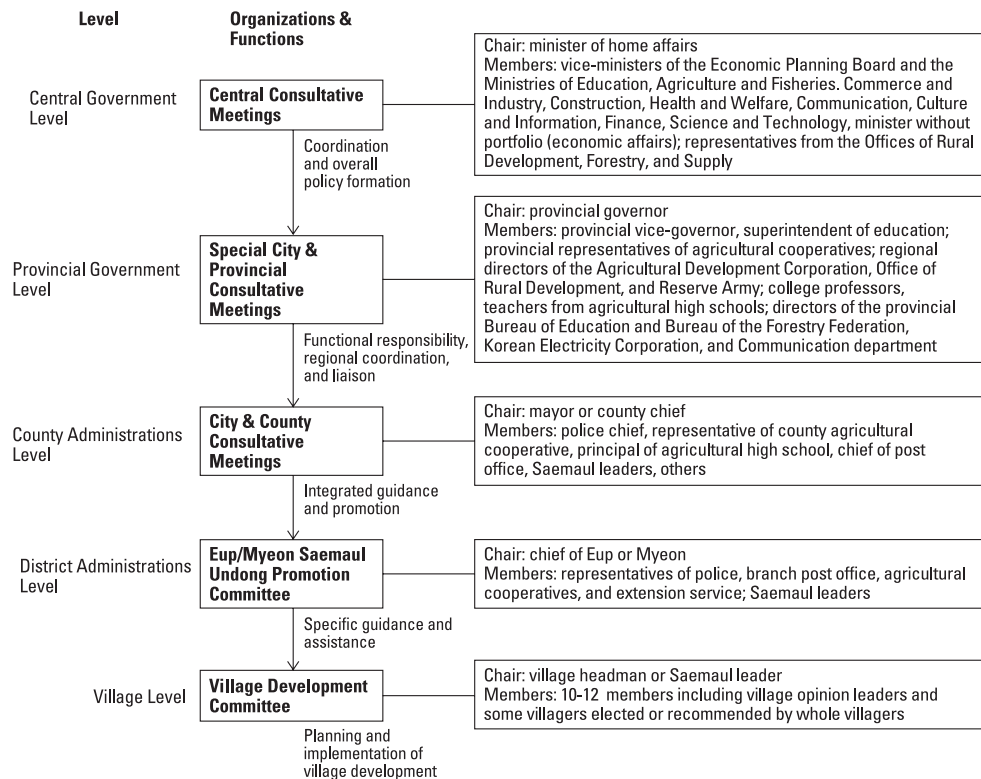 Level
Organizations &
Functions
Central Government
Level
Central Consultative
Meetings
Chair: minister of home affairs
Members: vice-ministers of the Economic Planning Board and the
Ministries of Education, Agriculture and Fisheries. Commerce and
Industry, Construction, Health and Welfare, Communication, Culture
and Information, Finance, Science and Technology, minister without
portfolio (economic affairs); representatives from the Offices of Rural
Development, Forestry, and Supply
Coordination
and overall
policy formation
Provincial Government
Level
Special City &
Provincial
Consultative
Meetings
Chair: provincial governor
Members: provincial vice-governor, superintendent of education;
provincial representatives of agricultural cooperatives; regional
directors of the Agricultural Development Corporation, Office of
Rural Development, and Reserve Army; college professors,
teachers from agricultural high schools; directors of the provincial
Bureau of Education and Bureau of the Forestry Federation,
Korean Electricity Corporation, and Communication department
Functional responsibility,
regional coordination,
and liaison
County Administrations
Level
City & County
Consultative
Meetings
Chair: mayor or county chief
Members: police chief, representative of county agricultural
cooperative, principal of agricultural high school, chief of post
office, Saemaul leaders, others
Integrated guidance
and promotion
District Administrations
Level
Eup/Myeon Saemaul
Undong Promotion
Committee
Chair: chief of Eup or Myeon
Members: representatives of police, branch post office, agricultural
cooperatives, and extension service; Saemaul leaders
Specific guidance and
assistance
Village Level
Village Development
Committee
Chair: village headman or Saemaul leader
Members: 10-12 members including village opinion leaders and
some villagers elected or recommended by whole villagers
Planning and
implementation of
village development